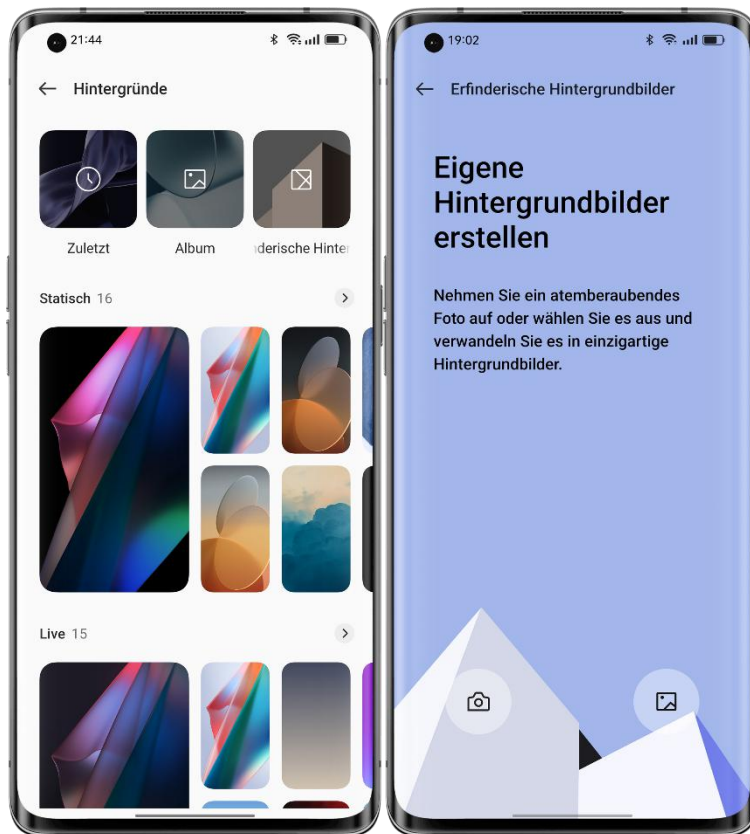 21:44
Hintergründe
Zuletzt
Album
nderische Hinter
Statisch 16
Live 15
19:02
Erfinderische Hintergrundbilder
Eigene
Hintergrundbilder
erstellen
Nehmen Sie ein atemberaubendes
Foto auf oder wählen Sie es aus und
verwandeln Sie es in einzigartige
Hintergrundbilder.